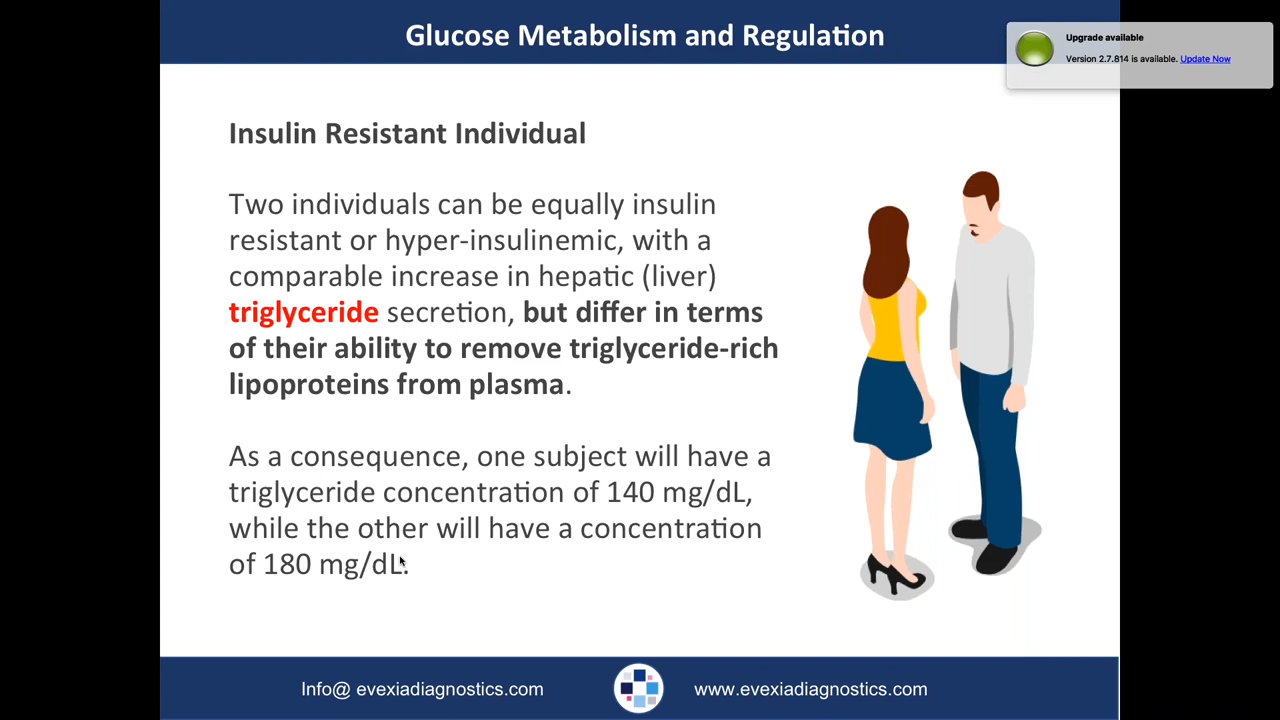 Glucose Metabolism and Regulation
Upgrade available
Version 2.7.814 is available. Update Now
Insulin Resistant Individual
Two individuals can be equally insulin
resistant or hyper-insulinemic, with a
comparable increase in hepatic (liver)
triglyceride secretion, but differ in terms
of their ability to remove triglyceride-rich
lipoproteins from plasma.
As a consequence, one subject will have a
triglyceride concentration of 140 mg/dL,
while the other will have a concentration
of 180 mg/dL.
Info@ evexiadiagnostics.com
www.evexiadiagnostics.com